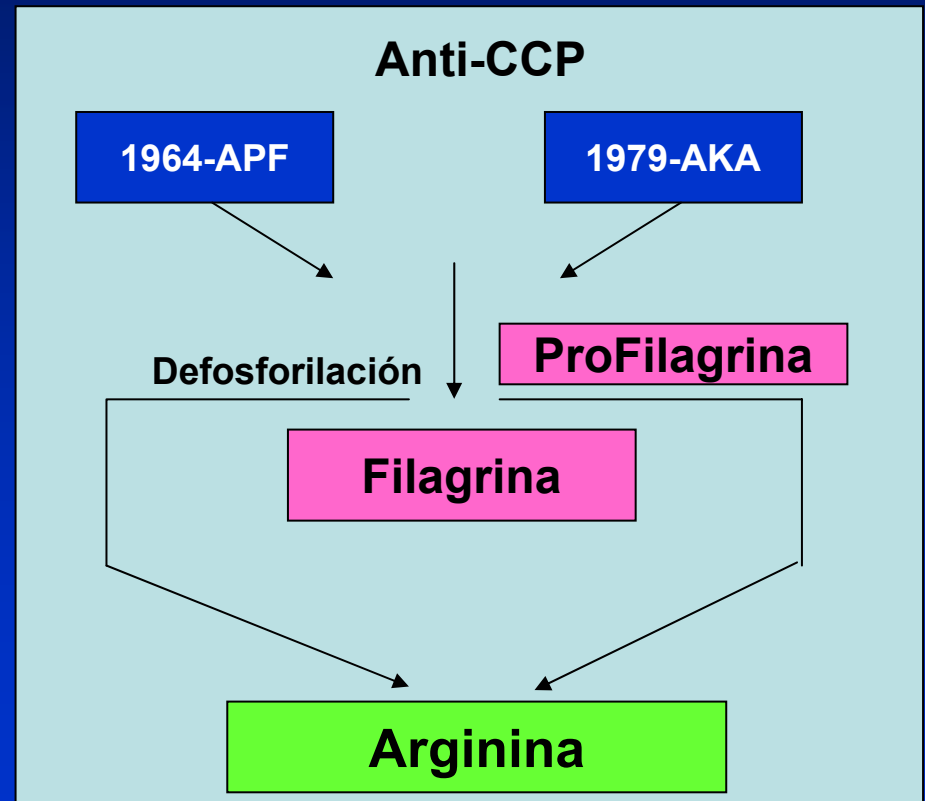 Anti-CCP
1964-APF
1979-AKA
ProFilagrina
Defosforilación
Filagrina
Arginina